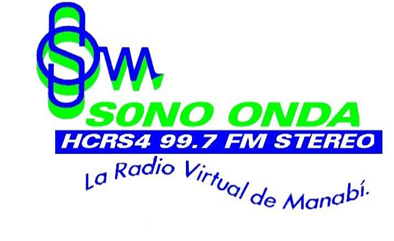 SONO ONDA
HCRS4 99.7 FM STEREO
La Radio Virtual de Manabí.